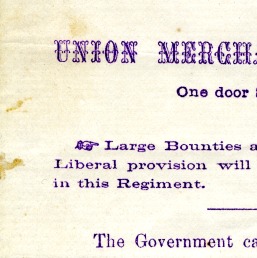 UNION MERCH
One door
☞ Large Bounties a
Liberal provision will
in this Regiment.
The Government ca